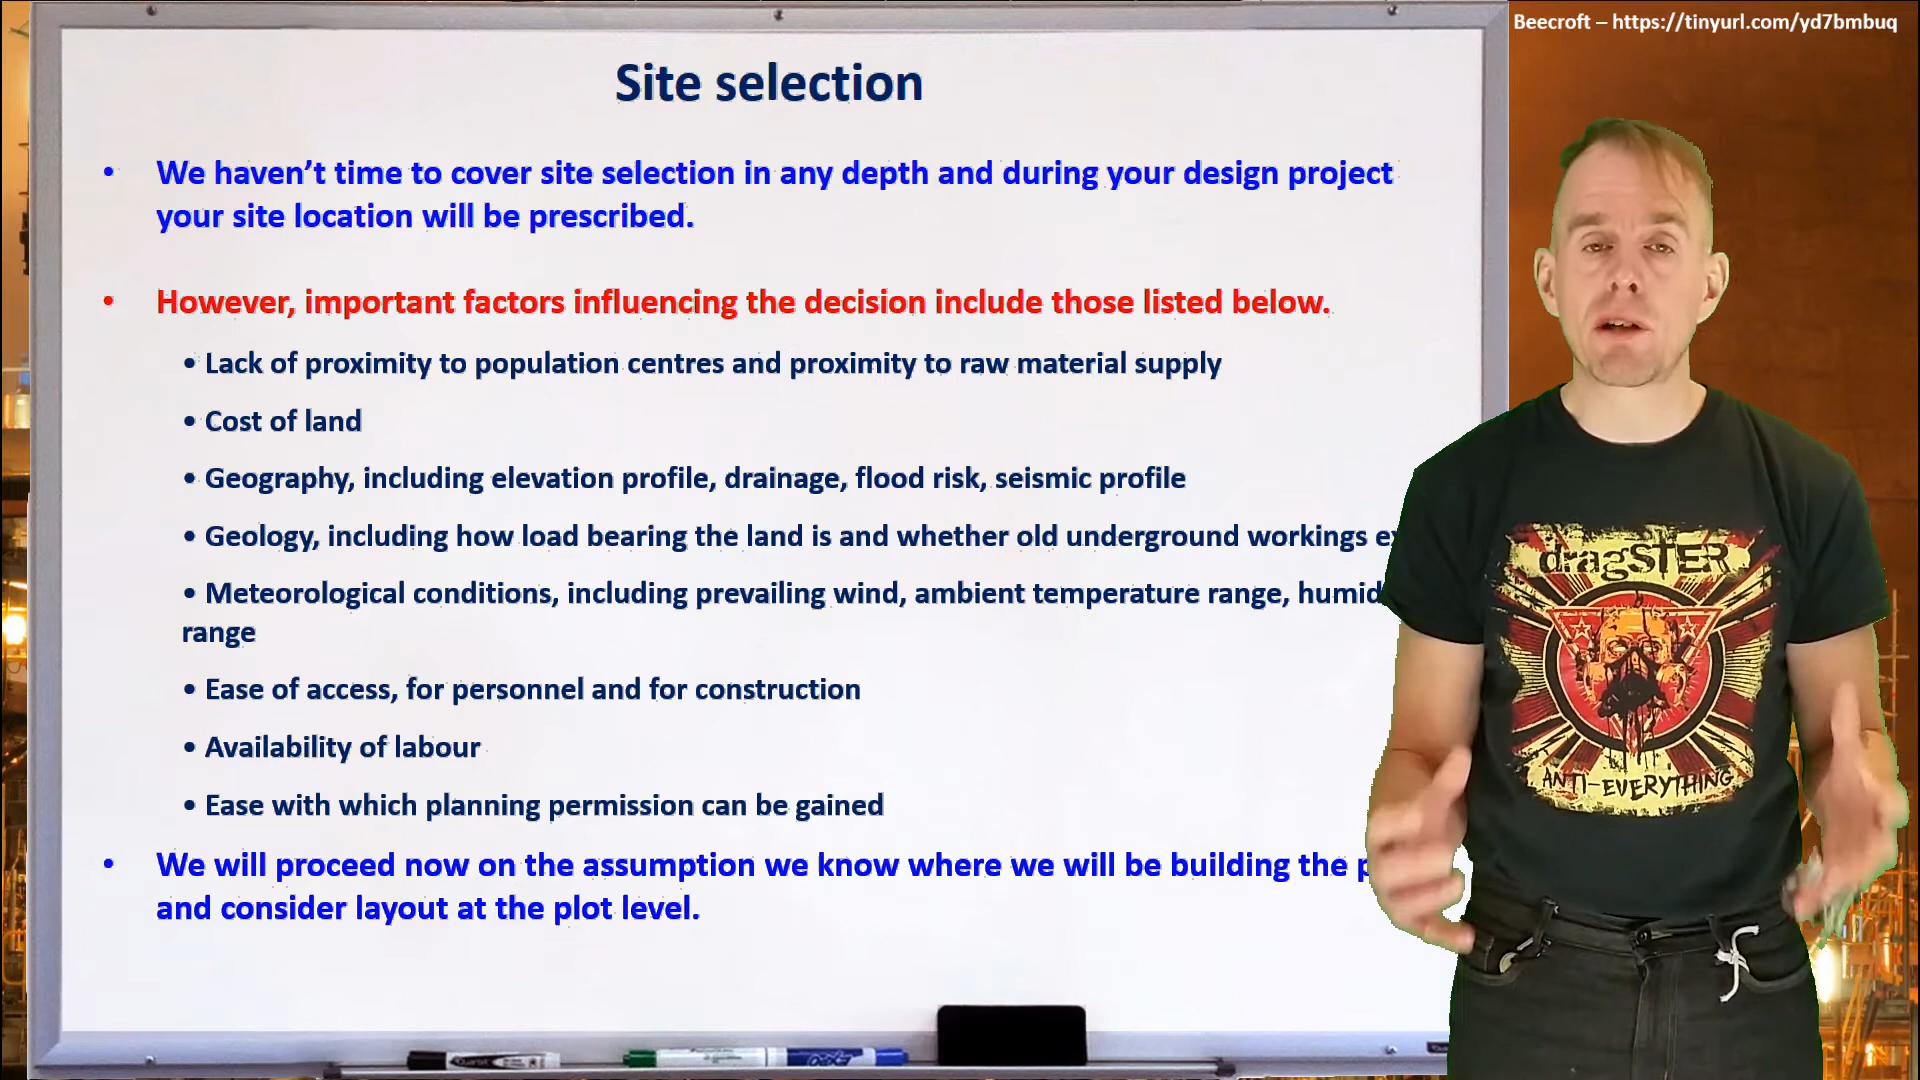 Beecroft – https://tinyurl.com/yd7bmbuq
Site selection
• We haven't time to cover site selection in any depth and during your design project
your site location will be prescribed.
• However, important factors influencing the decision include those listed below.
• Lack of proximity to population centres and proximity to raw material supply
• Cost of land
• Geography, including elevation profile, drainage, flood risk, seismic profile
• Geology, including how load bearing the land is and whether old underground workings
• Meteorological conditions, including prevailing wind, ambient temperature range,
range
• Ease of access, for personnel and for construction
• Availability of labour
• Ease with which planning permission can be gained
• We will proceed now on the assumption we know where we will be building the
and consider layout at the plot level.
dragSTER
ANTI-EVERYTHING